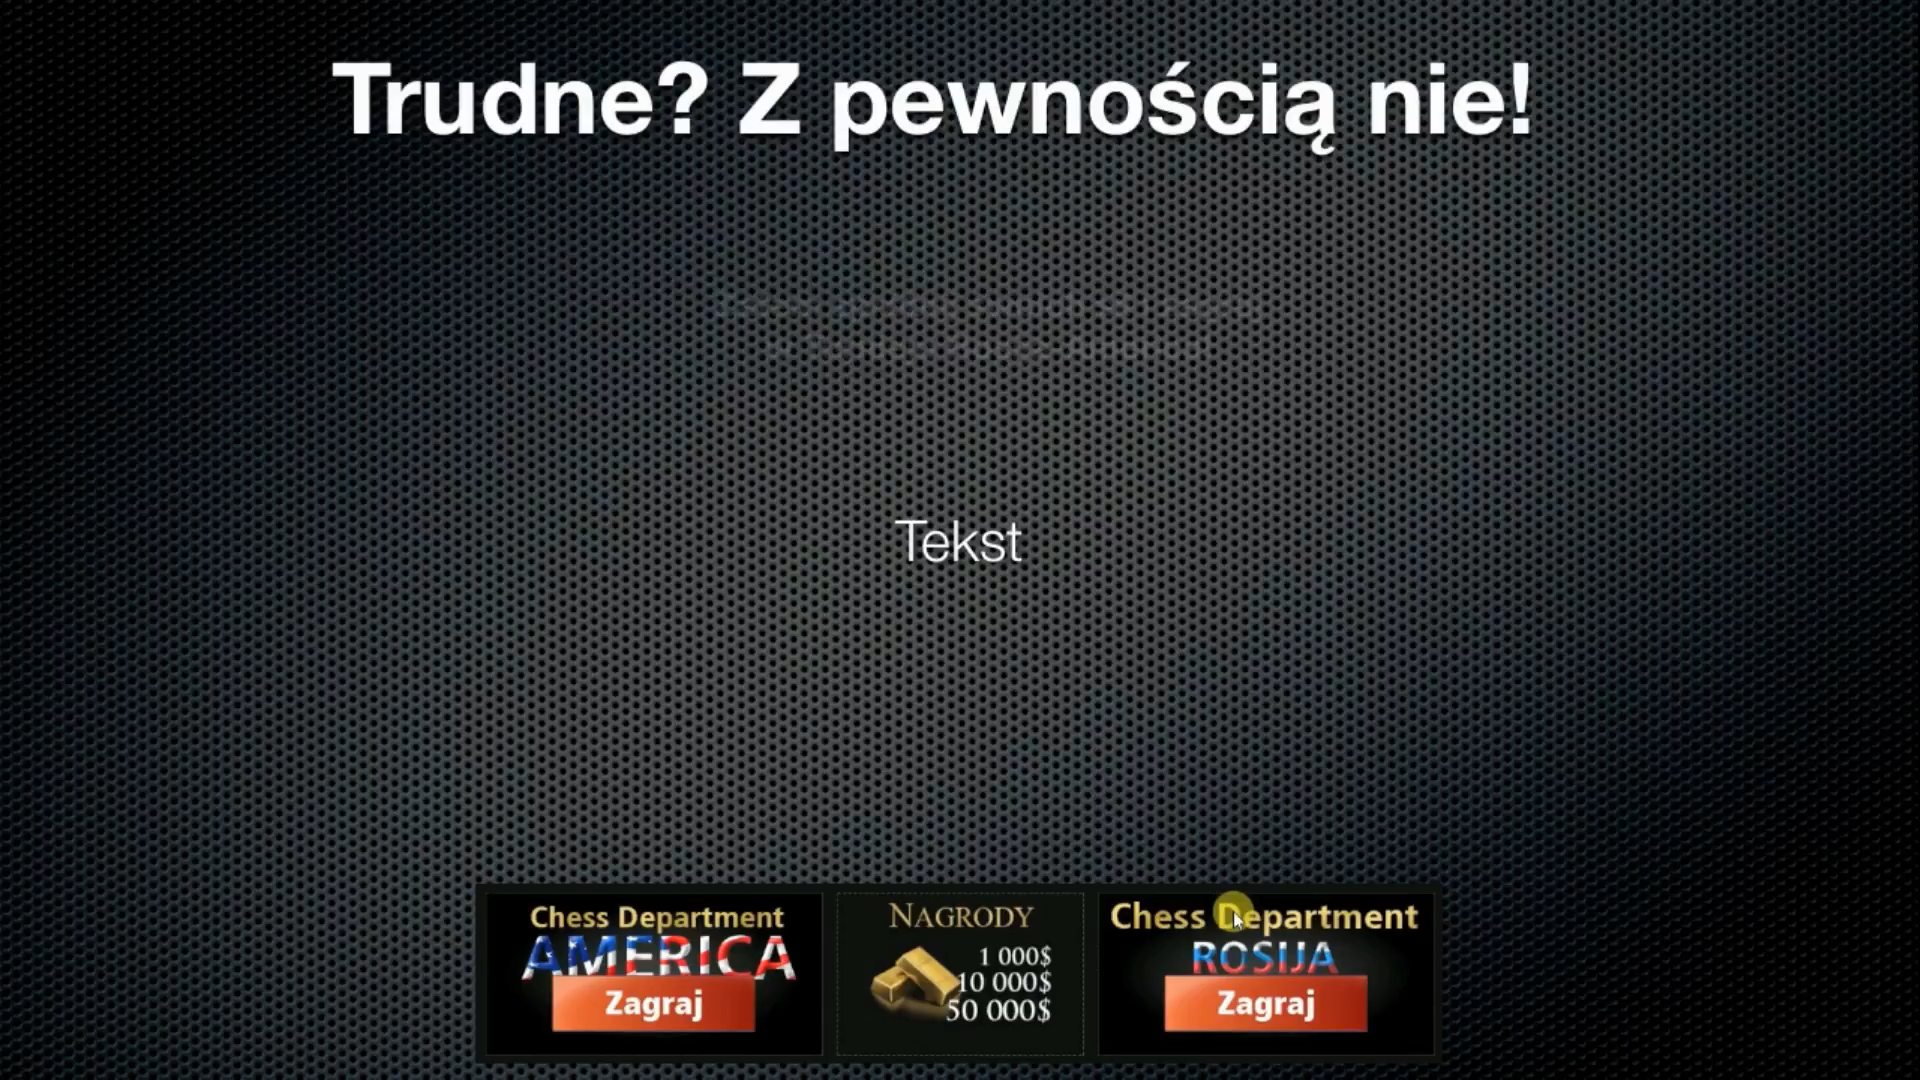 Trudne? Z pewnością nie!
Tekst
Chess Department
AMERICA
Zagraj
NAGRODY
1 000$
10 000$
50 000$
Chess Department
ROSIJA
Zagraj